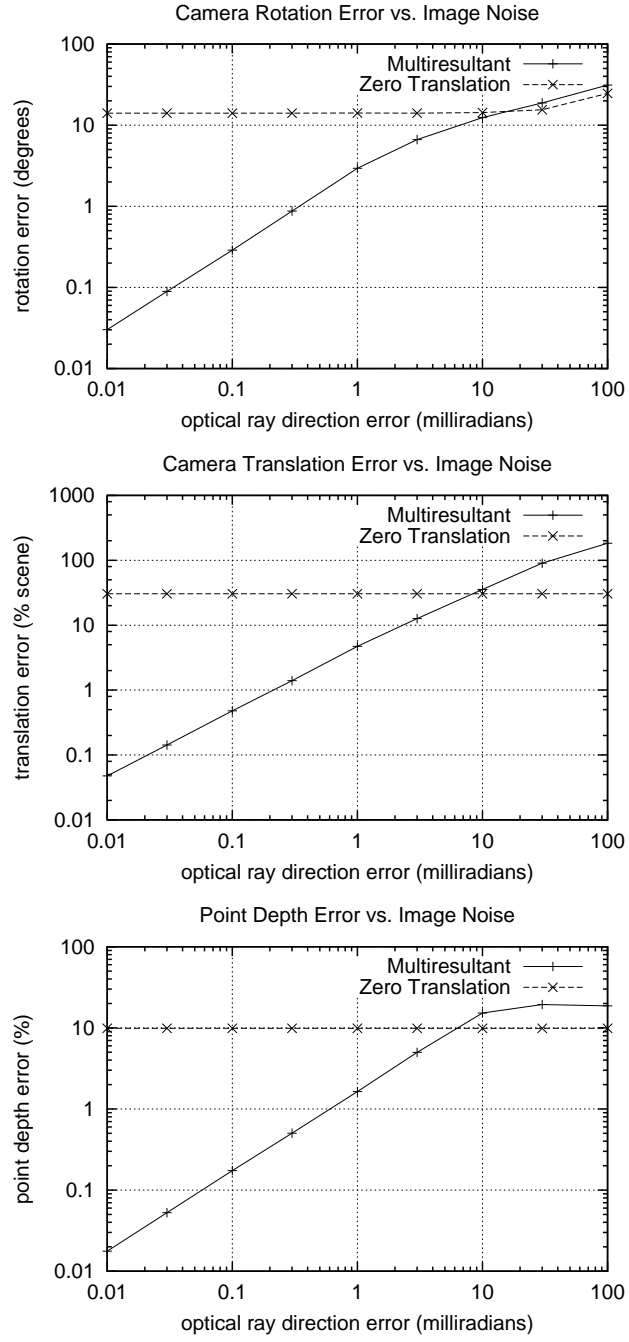 Camera Rotation Error vs. Image Noise
100
10
1
0.1
0.01
rotation error (degrees)
Multiresultant
Zero Translation
0.01 0.1 1 10 100
optical ray direction error (milliradians)
Camera Translation Error vs. Image Noise
1000
100
10
1
0.1
0.01
translation error (% scene)
Multiresultant
Zero Translation
0.01 0.1 1 10 100
optical ray direction error (milliradians)
Point Depth Error vs. Image Noise
100
10
1
0.1
0.01
point depth error (%)
Multiresultant
Zero Translation
0.01 0.1 1 10 100
optical ray direction error (milliradians)